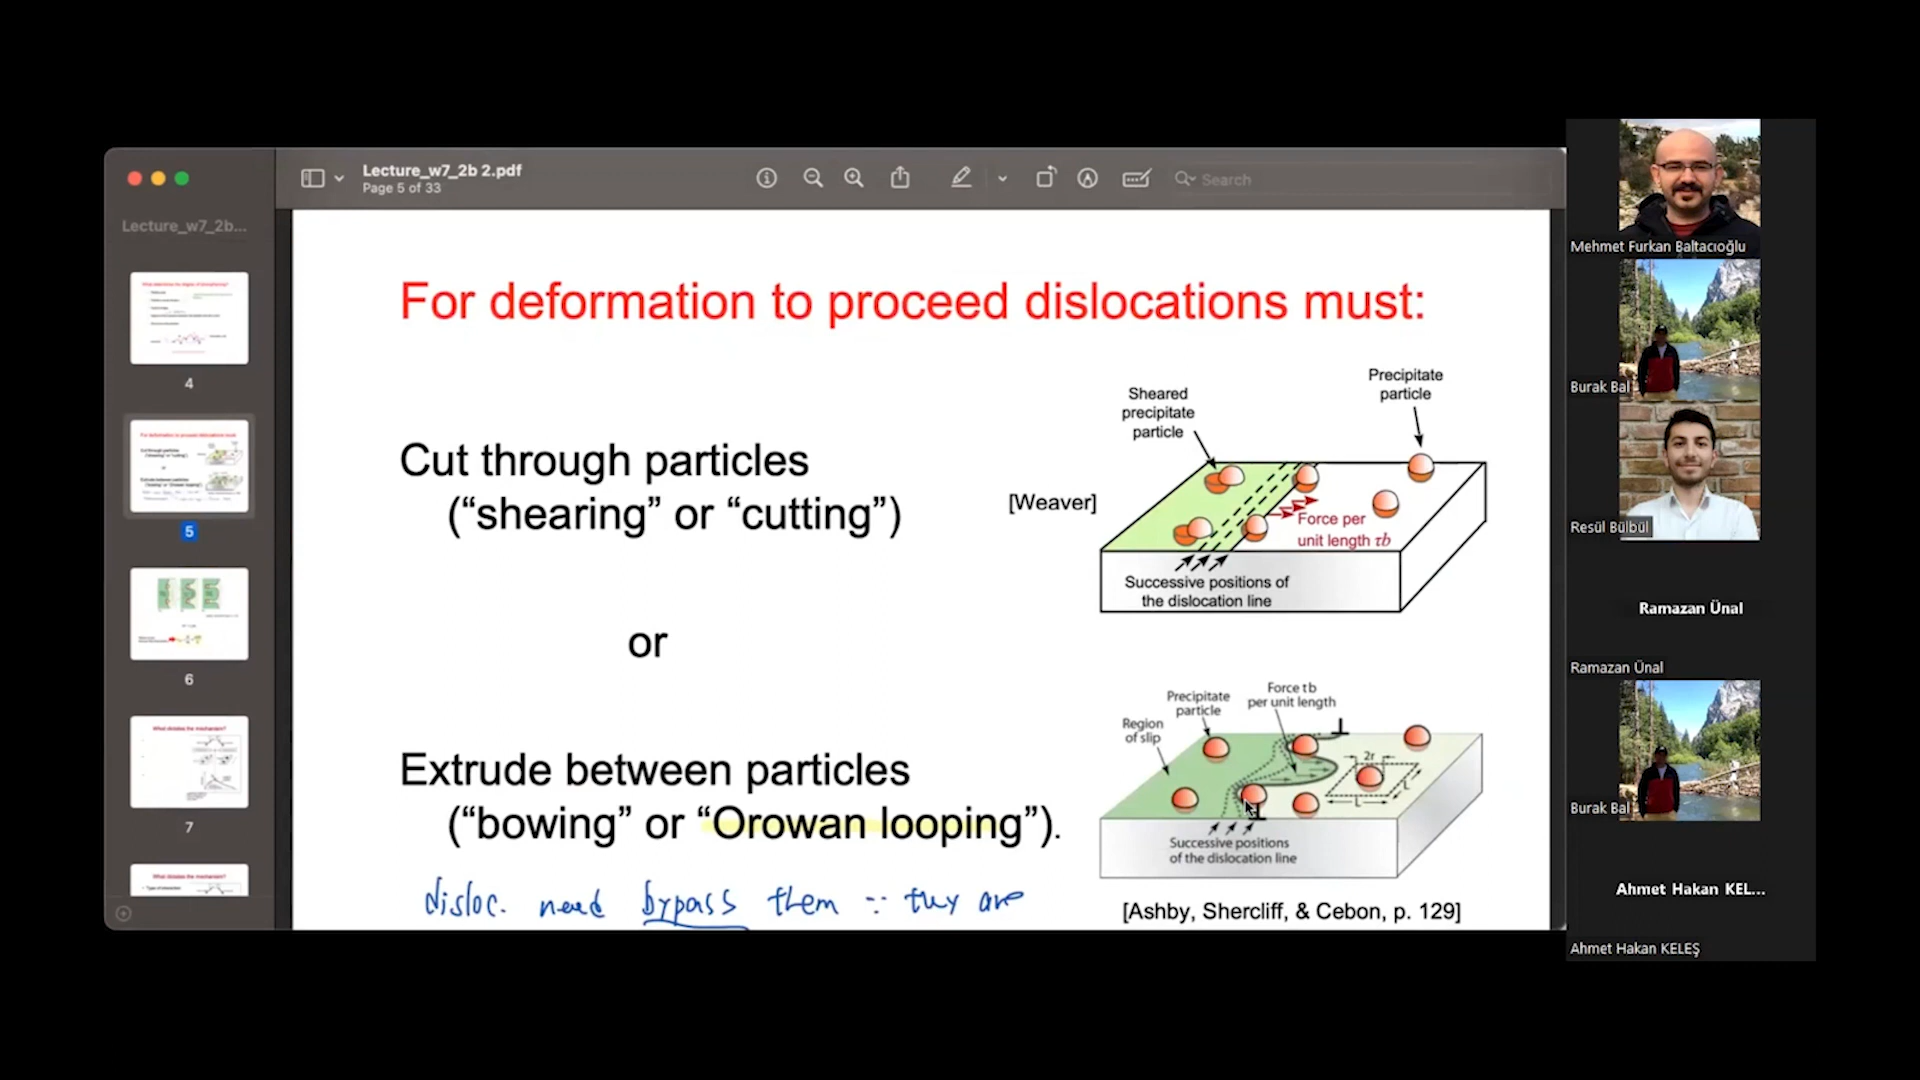 Lecture_w7_2b 2.pdf
Page 5 of 33
Search
Lecture_w7_2b...
4
5
6
7
For deformation to proceed dislocations must:
Cut through particles
(“shearing” or “cutting”)
or
Extrude between particles
(“bowing” or “Orowan looping”).
disloc. need bypass them ∵ they are
Sheared
precipitate
particle
Precipitate
particle
[Weaver]
Force per
unit length τb
Successive positions of
the dislocation line
Precipitate
particle
Force τb
per unit length
Region
of slip
2r
L
L
Successive positions
of the dislocation line
[Ashby, Shercliff, & Cebon, p. 129]
Mehmet Furkan Baltacıoğlu
Burak Bal
Resül Bülbül
Ramazan Ünal
Ramazan Ünal
Burak Bal
Ahmet Hakan KEL...
Ahmet Hakan KELEŞ